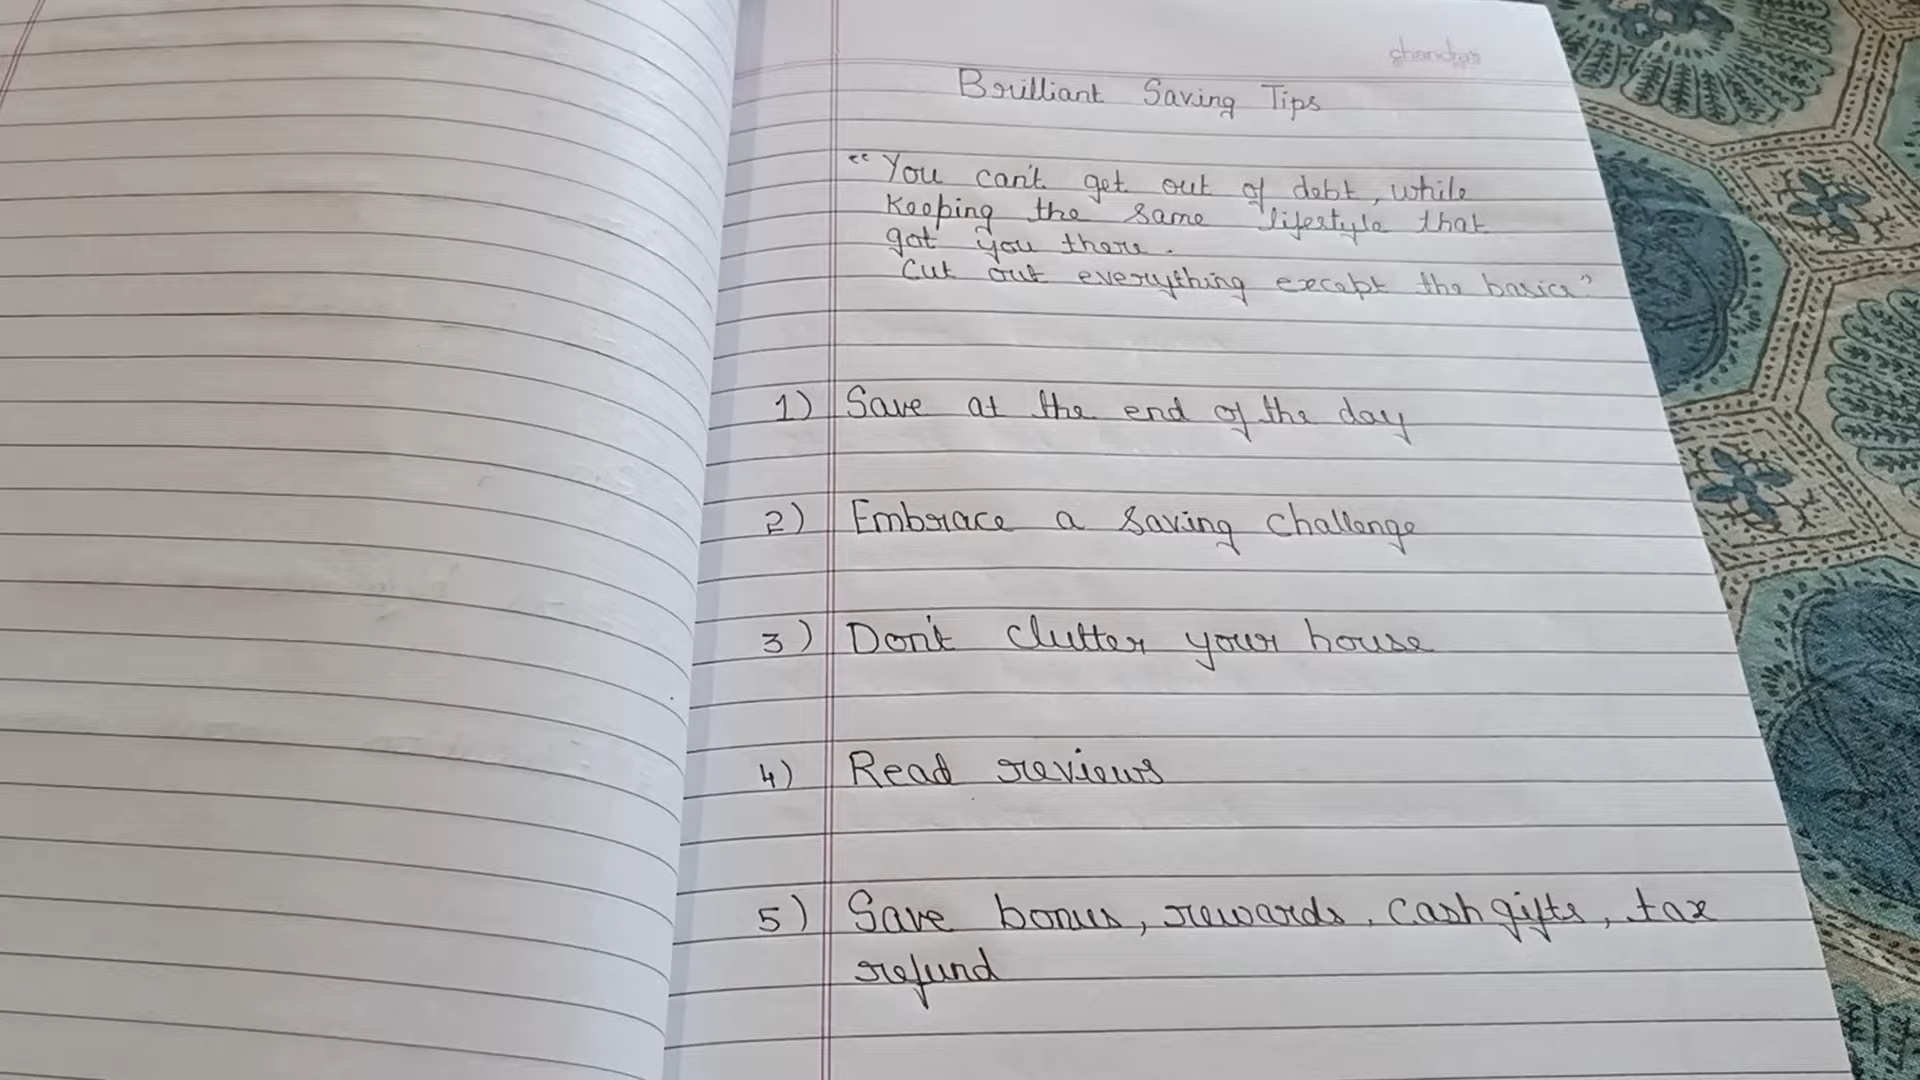 chandra's
Brilliant Saving Tips
“You can't get out of debt, while
Keeping the same lifestyle that
got you there.
Cut out everything except the basics”
1) Save at the end of the day
2) Embrace a saving challenge
3) Don't clutter your house
4) Read reviews
5) Save bonus, rewards, cash gifts, tax
refund